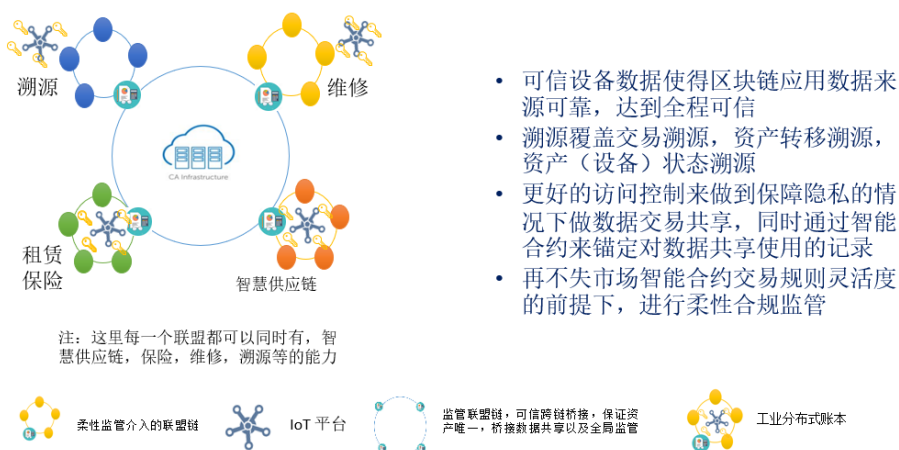 溯源
维修
CA Infrastructure
租赁
保险
智慧供应链
注：这里每一个联盟都可以同时有，智
慧供应链，保险，维修，溯源等的能力
• 可信设备数据使得区块链应用数据来
源可靠，达到全程可信
• 溯源覆盖交易溯源，资产转移溯源，
资产（设备）状态溯源
• 更好的访问控制来做到保障隐私的情
况下做数据交易共享，同时通过智能
合约来锚定对数据共享使用的记录
• 再不失市场智能合约交易规则灵活度
的前提下，进行柔性合规监管
柔性监管介入的联盟链
IoT 平台
监管联盟链，可信跨链桥接，保证资
产唯一，桥接数据共享以及全局监管
工业分布式账本